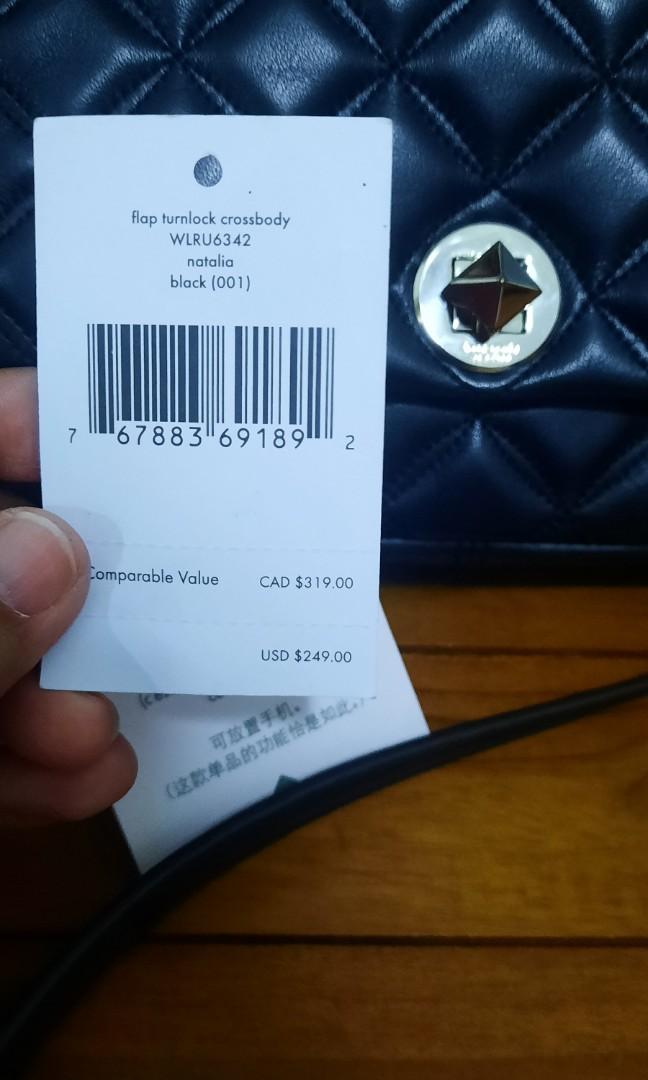 flap turnlock crossbody
WLRU6342
natalia
black (001)
7 67883 69189 2
Comparable Value CAD $319.00
USD $249.00
可放置手机。
(这款单品的功能恰是如此。)